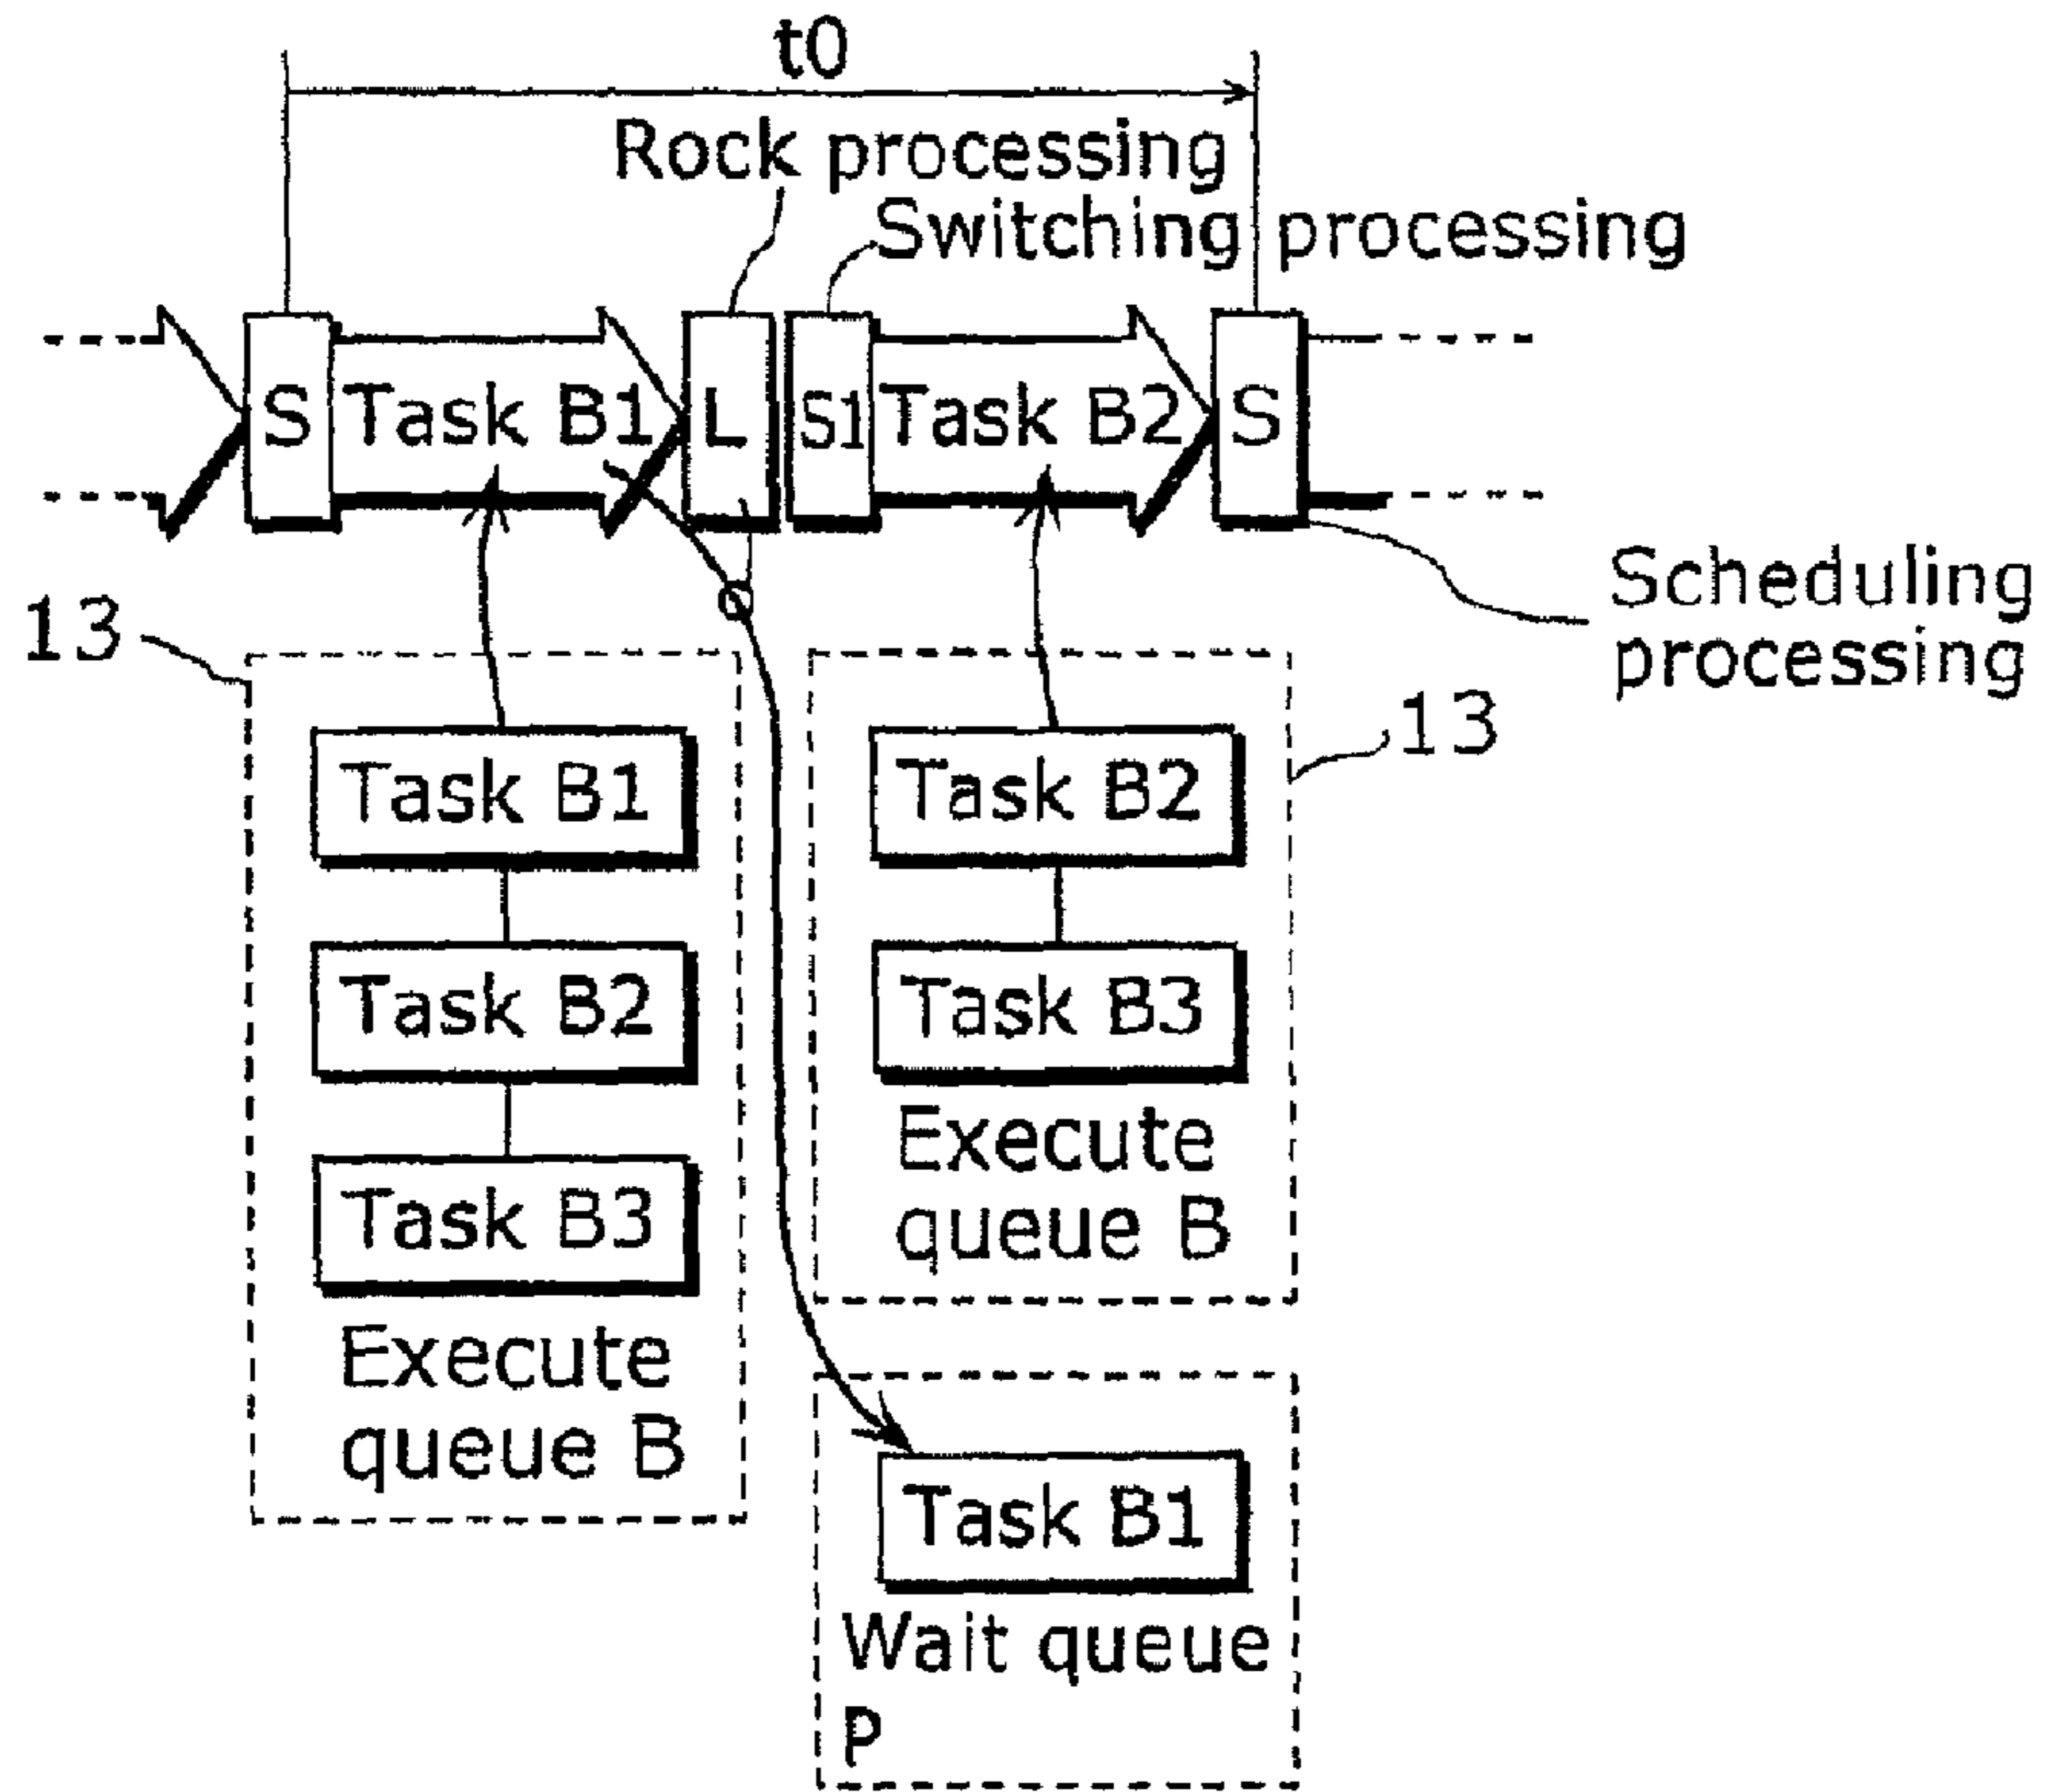 t0
Rock processing
Switching processing
S
Task B1
L
S1
Task B2
S
Scheduling
processing
13
13
Task B1
Task B2
Task B3
Execute
queue B
Task B2
Task B3
Execute
queue B
Task B1
Wait queue
P